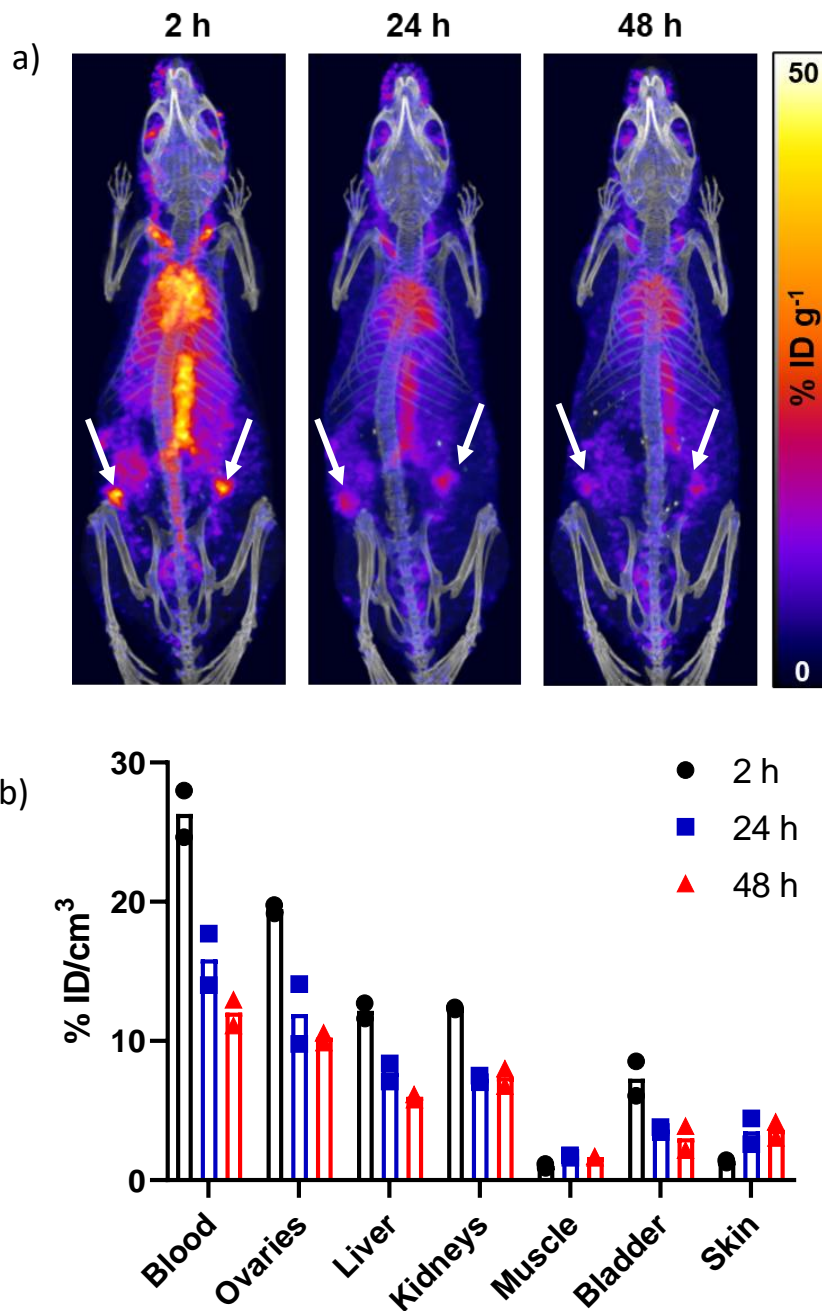 2 h 24 h 48 h
a)
50
% ID g-1
0
b)
30
20
10
0
% ID/cm3
2 h
24 h
48 h
Blood
Ovaries
Liver
Kidneys
Muscle
Bladder
Skin